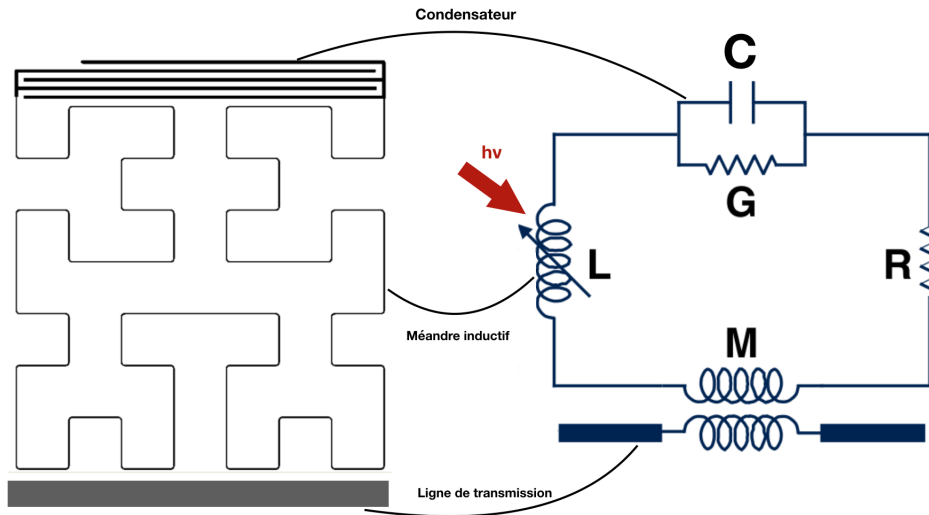 Condensateur
C
hv
G
L
R
M
Méandre inductif
Ligne de transmission